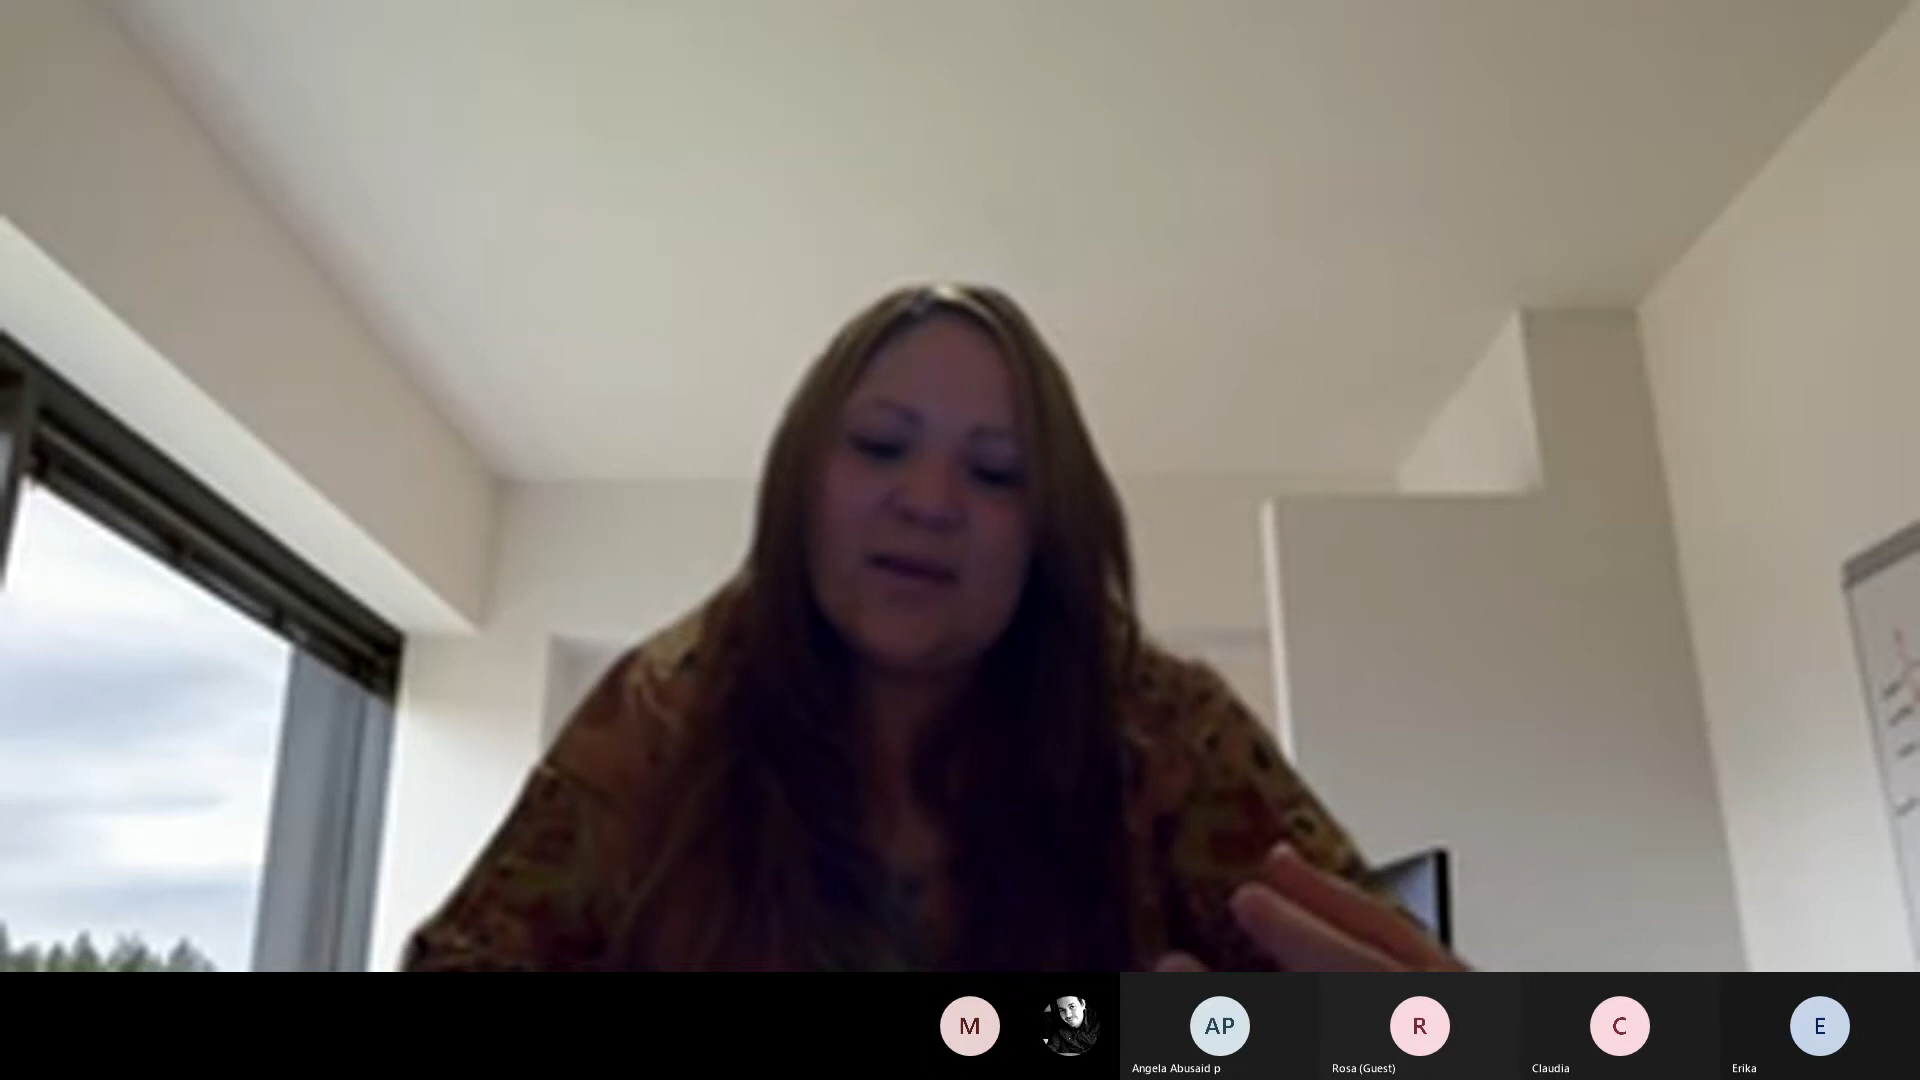 M
AP
R
C
E
Angela Abusaid p
Rosa (Guest)
Claudia
Erika